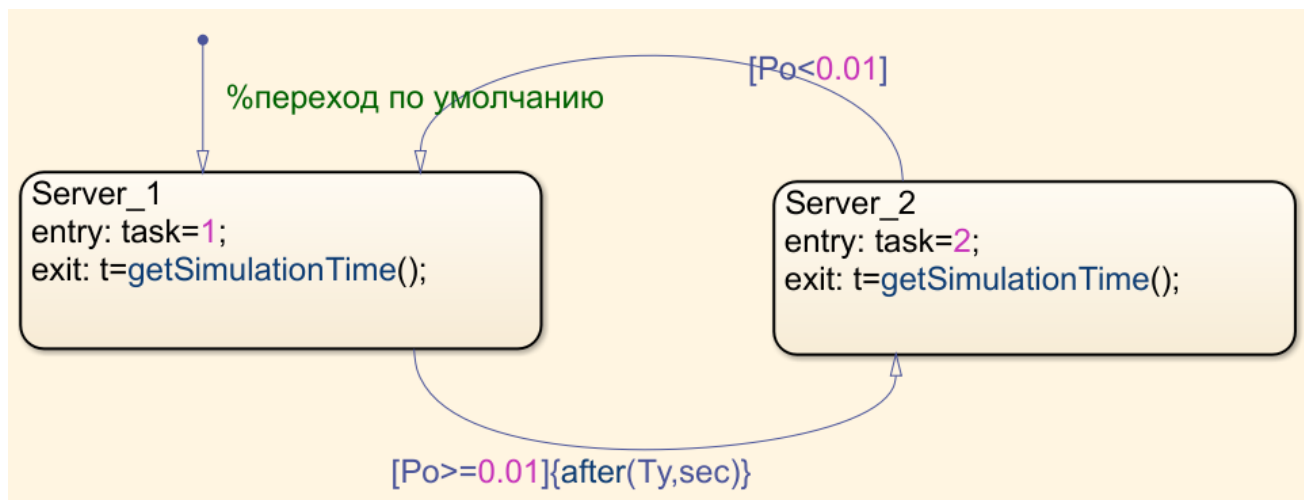 [Po<0.01]
%переход по умолчанию
Server_1
entry: task=1;
exit: t=getSimulationTime();
Server_2
entry: task=2;
exit: t=getSimulationTime();
[Po>=0.01]{after(Ty,sec)}